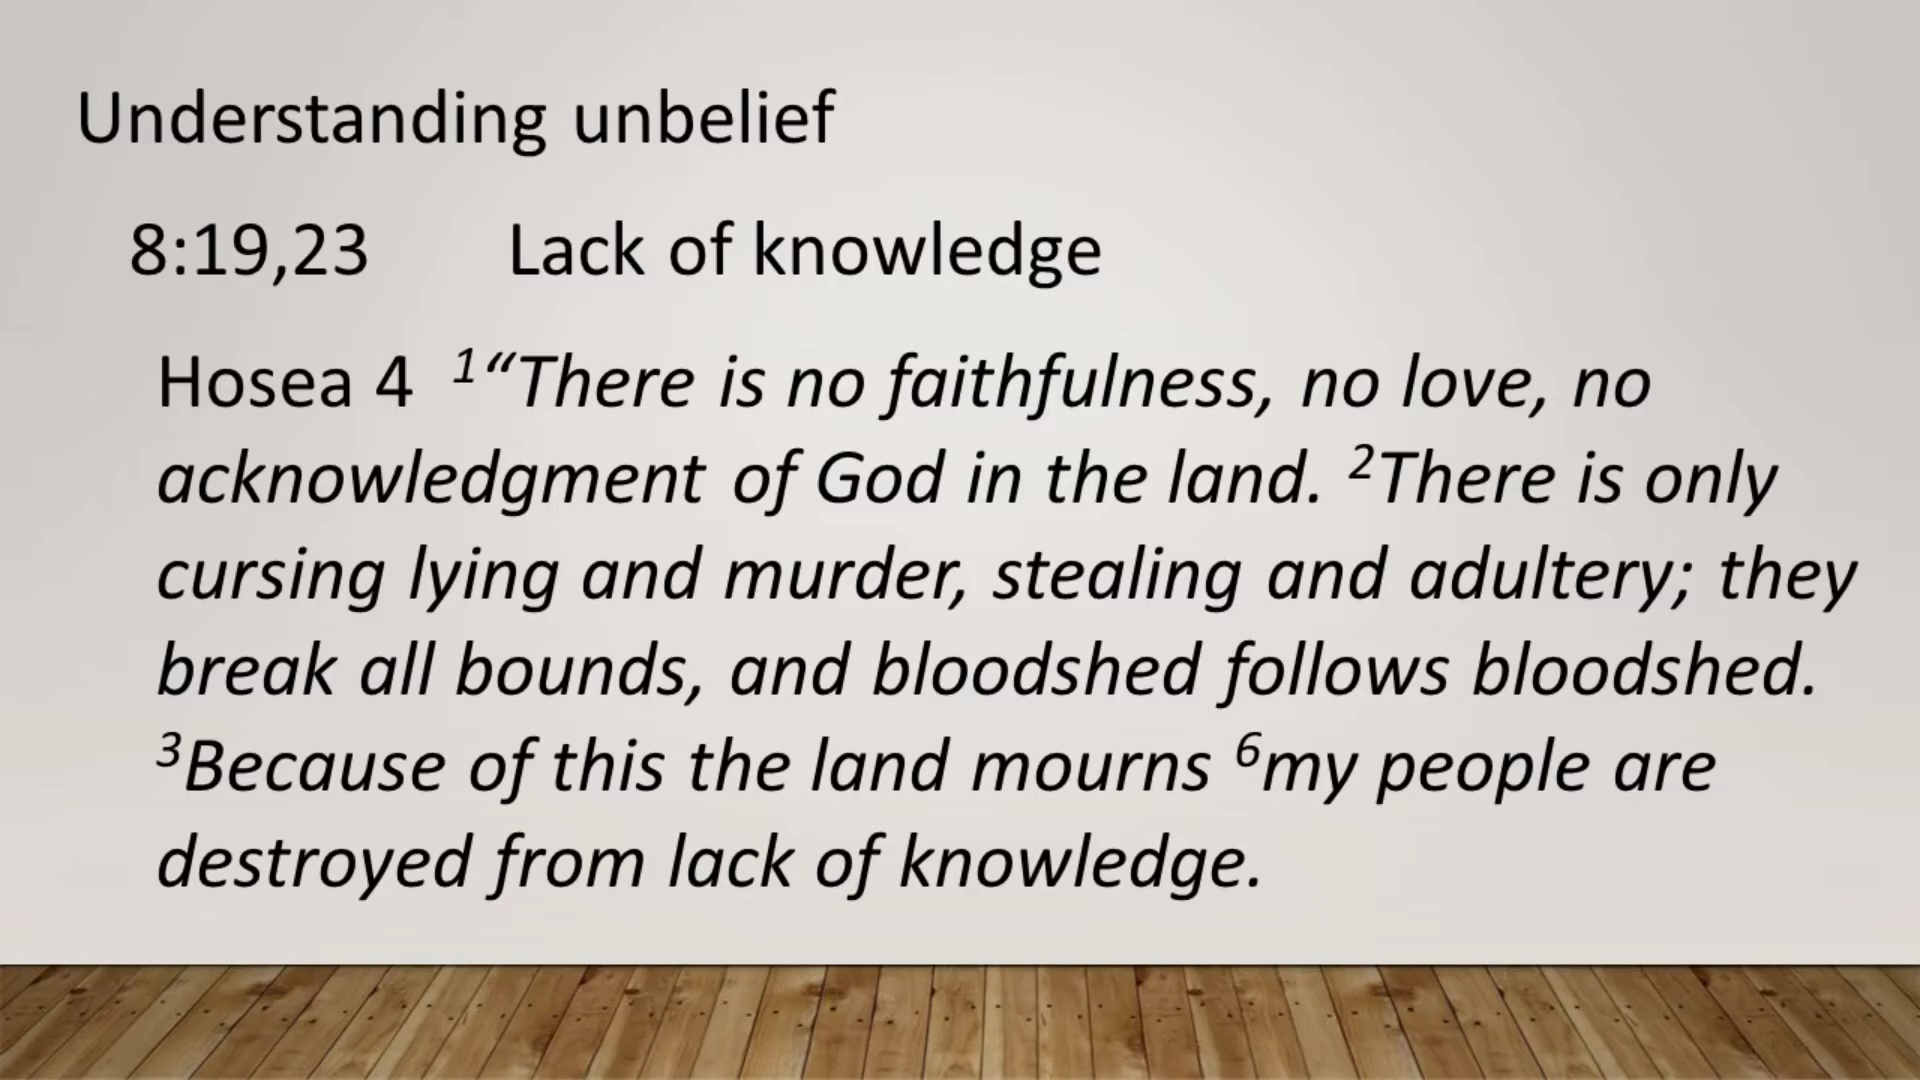 Understanding unbelief
8:19,23 Lack of knowledge
Hosea 4 ¹“There is no faithfulness, no love, no
acknowledgment of God in the land. ²There is only
cursing lying and murder, stealing and adultery; they
break all bounds, and bloodshed follows bloodshed.
³Because of this the land mourns ⁶my people are
destroyed from lack of knowledge.